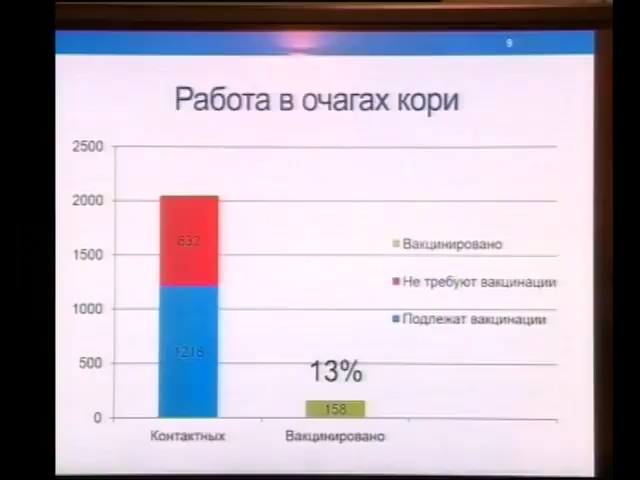 9
Работа в очагах кори
2500
2000
1500
1000
500
0
832
1218
13%
158
Вакцинировано
Не требуют вакцинации
Подлежат вакцинации
Контактных
Вакцинировано